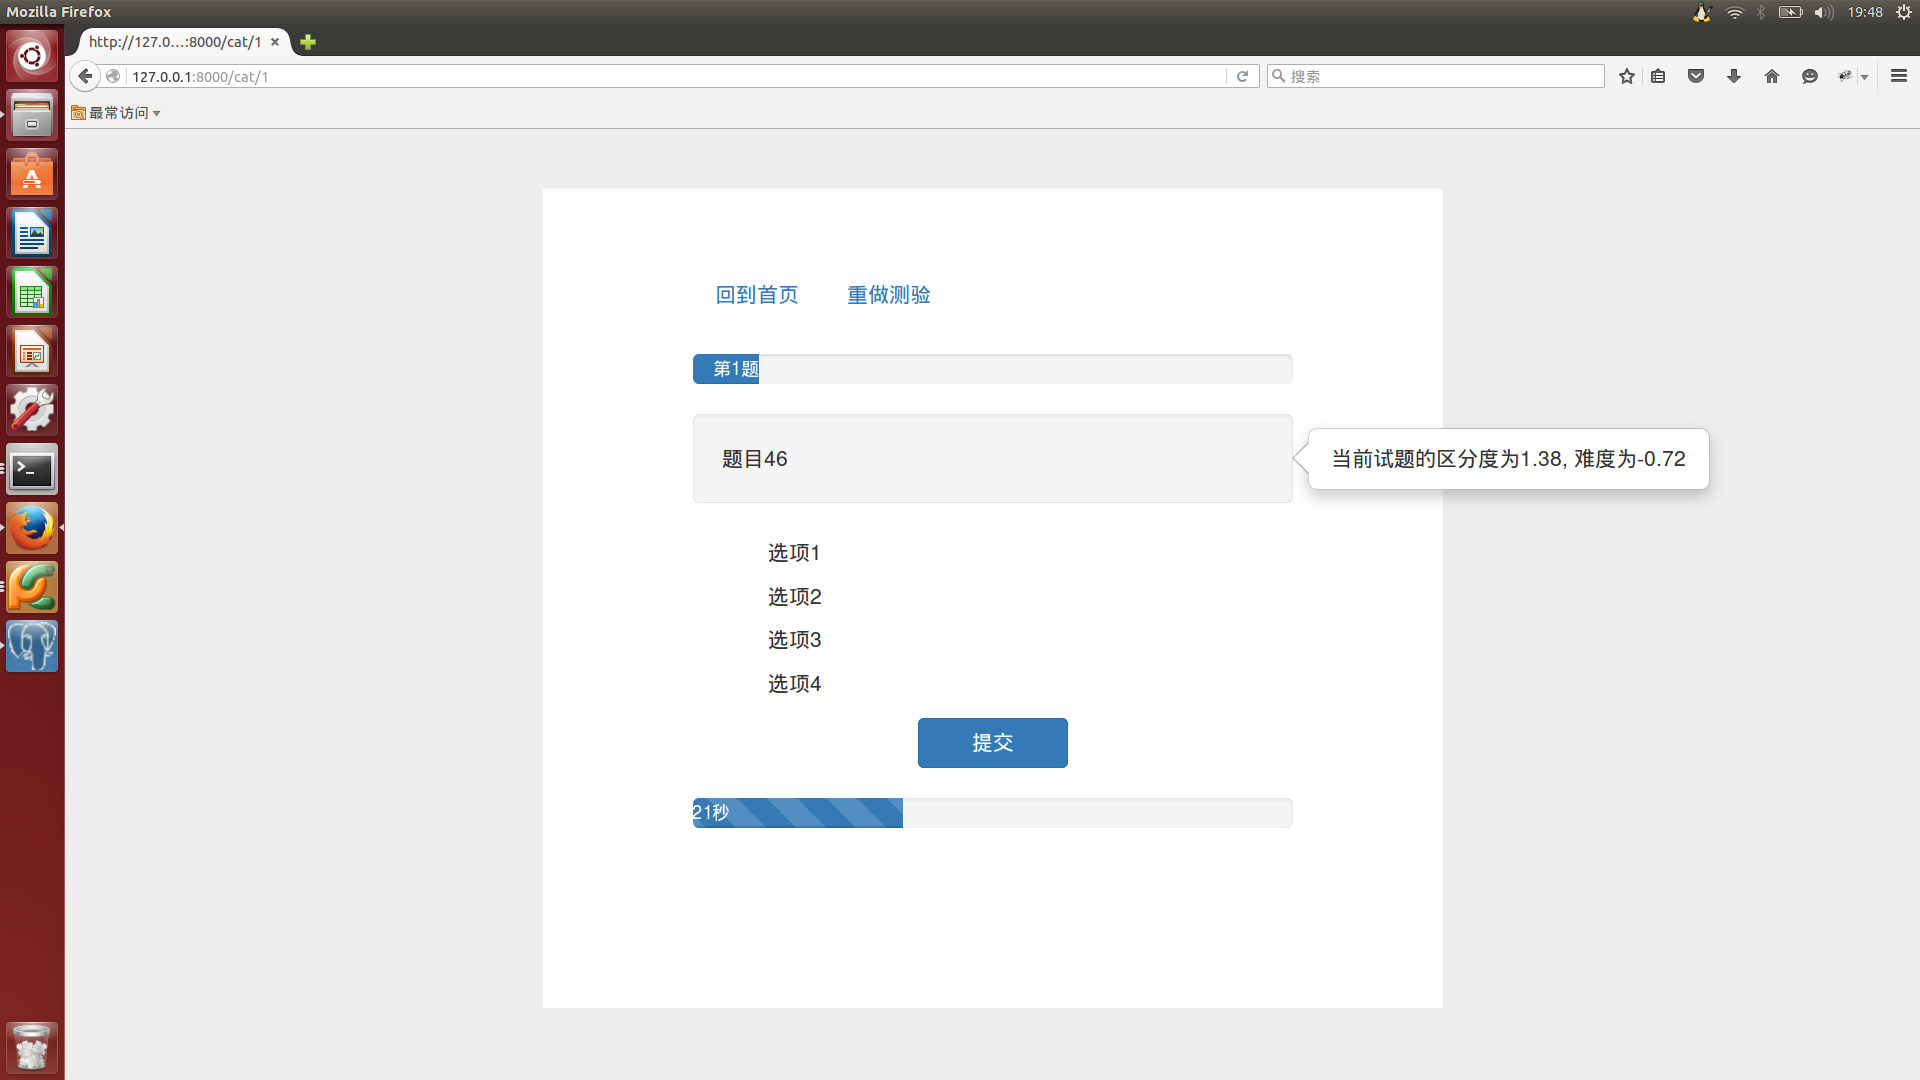 Mozilla Firefox
19:48
http://127.0...:8000/cat/1
127.0.0.1:8000/cat/1
搜索
最常访问
回到首页 重做测验
第1题
题目46
当前试题的区分度为1.38, 难度为-0.72
选项1
选项2
选项3
选项4
提交
21秒